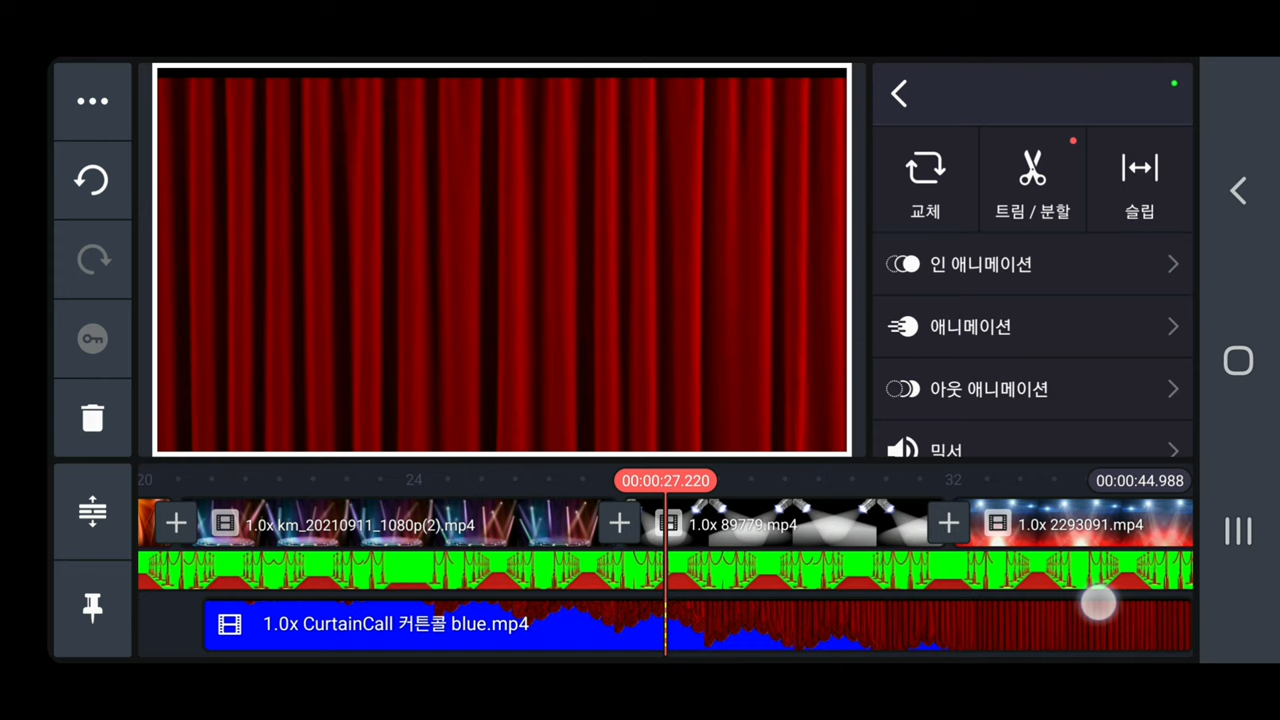 교체
트림 / 분할
슬립
인 애니메이션
애니메이션
아웃 애니메이션
믹서
20
24
00:00:27.220
32
00:00:44.988
1.0x km_20210911_1080p(2).mp4
1.0x 89779.mp4
1.0x 2293091.mp4
1.0x CurtainCall 커튼콜 blue.mp4